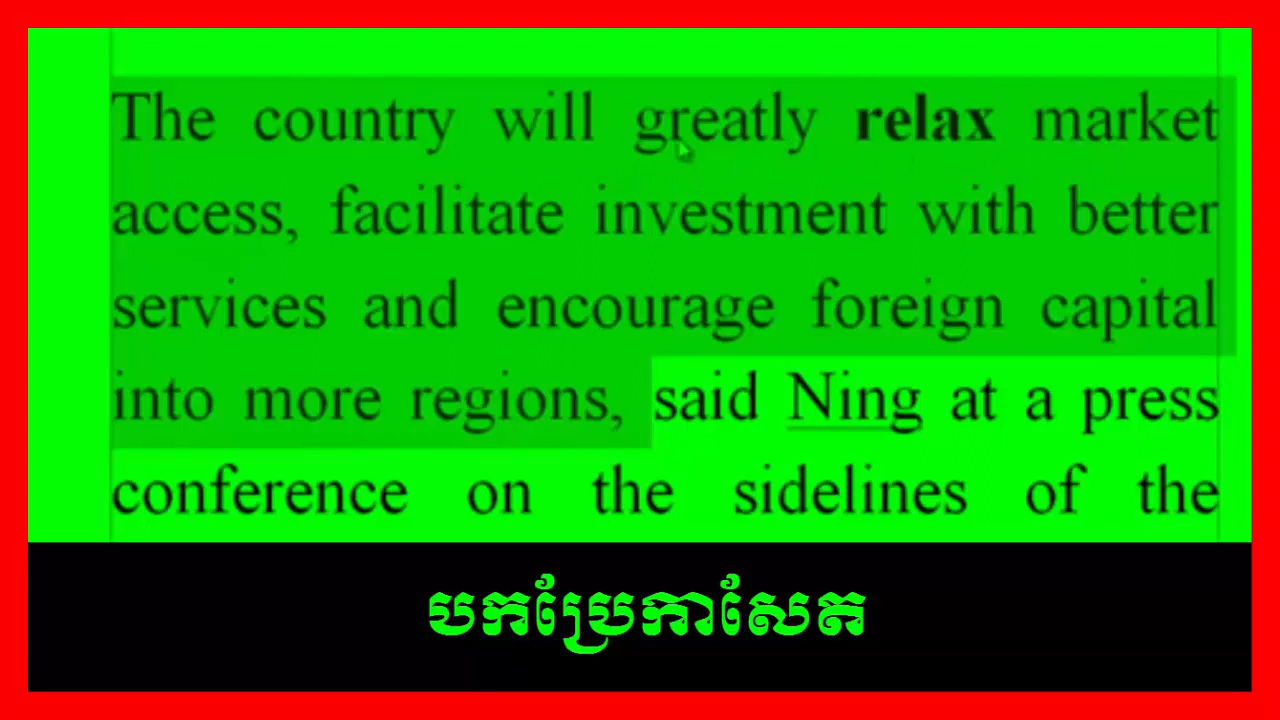 The country will greatly relax market
access, facilitate investment with better
services and encourage foreign capital
into more regions, said Ning at a press
conference on the sidelines of the
បកប្រែកាសែត